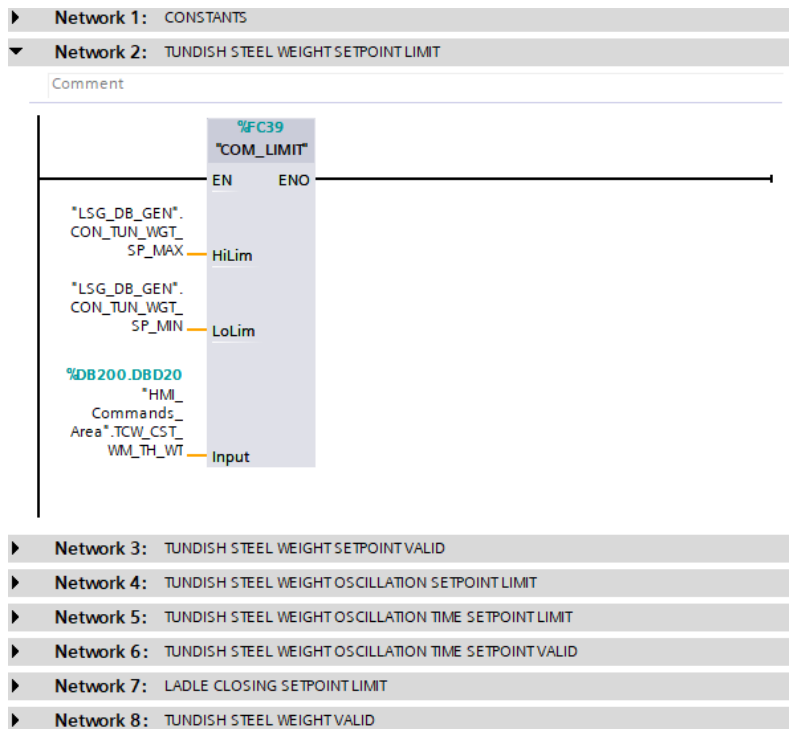 Network 1: CONSTANTS
Network 2: TUNDISH STEEL WEIGHT SETPOINT LIMIT
Comment
%FC39
"COM_LIMIT"
EN ENO
"LSG_DB_GEN".
CON_TUN_WGT_
SP_MAX HiLim
"LSG_DB_GEN".
CON_TUN_WGT_
SP_MIN LoLim
%DB200.DBD20
"HMI_
Commands_
Area".TCW_CST_
WM_TH_WT Input
Network 3: TUNDISH STEEL WEIGHT SETPOINT VALID
Network 4: TUNDISH STEEL WEIGHT OSCILLATION SETPOINT LIMIT
Network 5: TUNDISH STEEL WEIGHT OSCILLATION TIME SETPOINT LIMIT
Network 6: TUNDISH STEEL WEIGHT OSCILLATION TIME SETPOINT VALID
Network 7: LADLE CLOSING SETPOINT LIMIT
Network 8: TUNDISH STEEL WEIGHT VALID